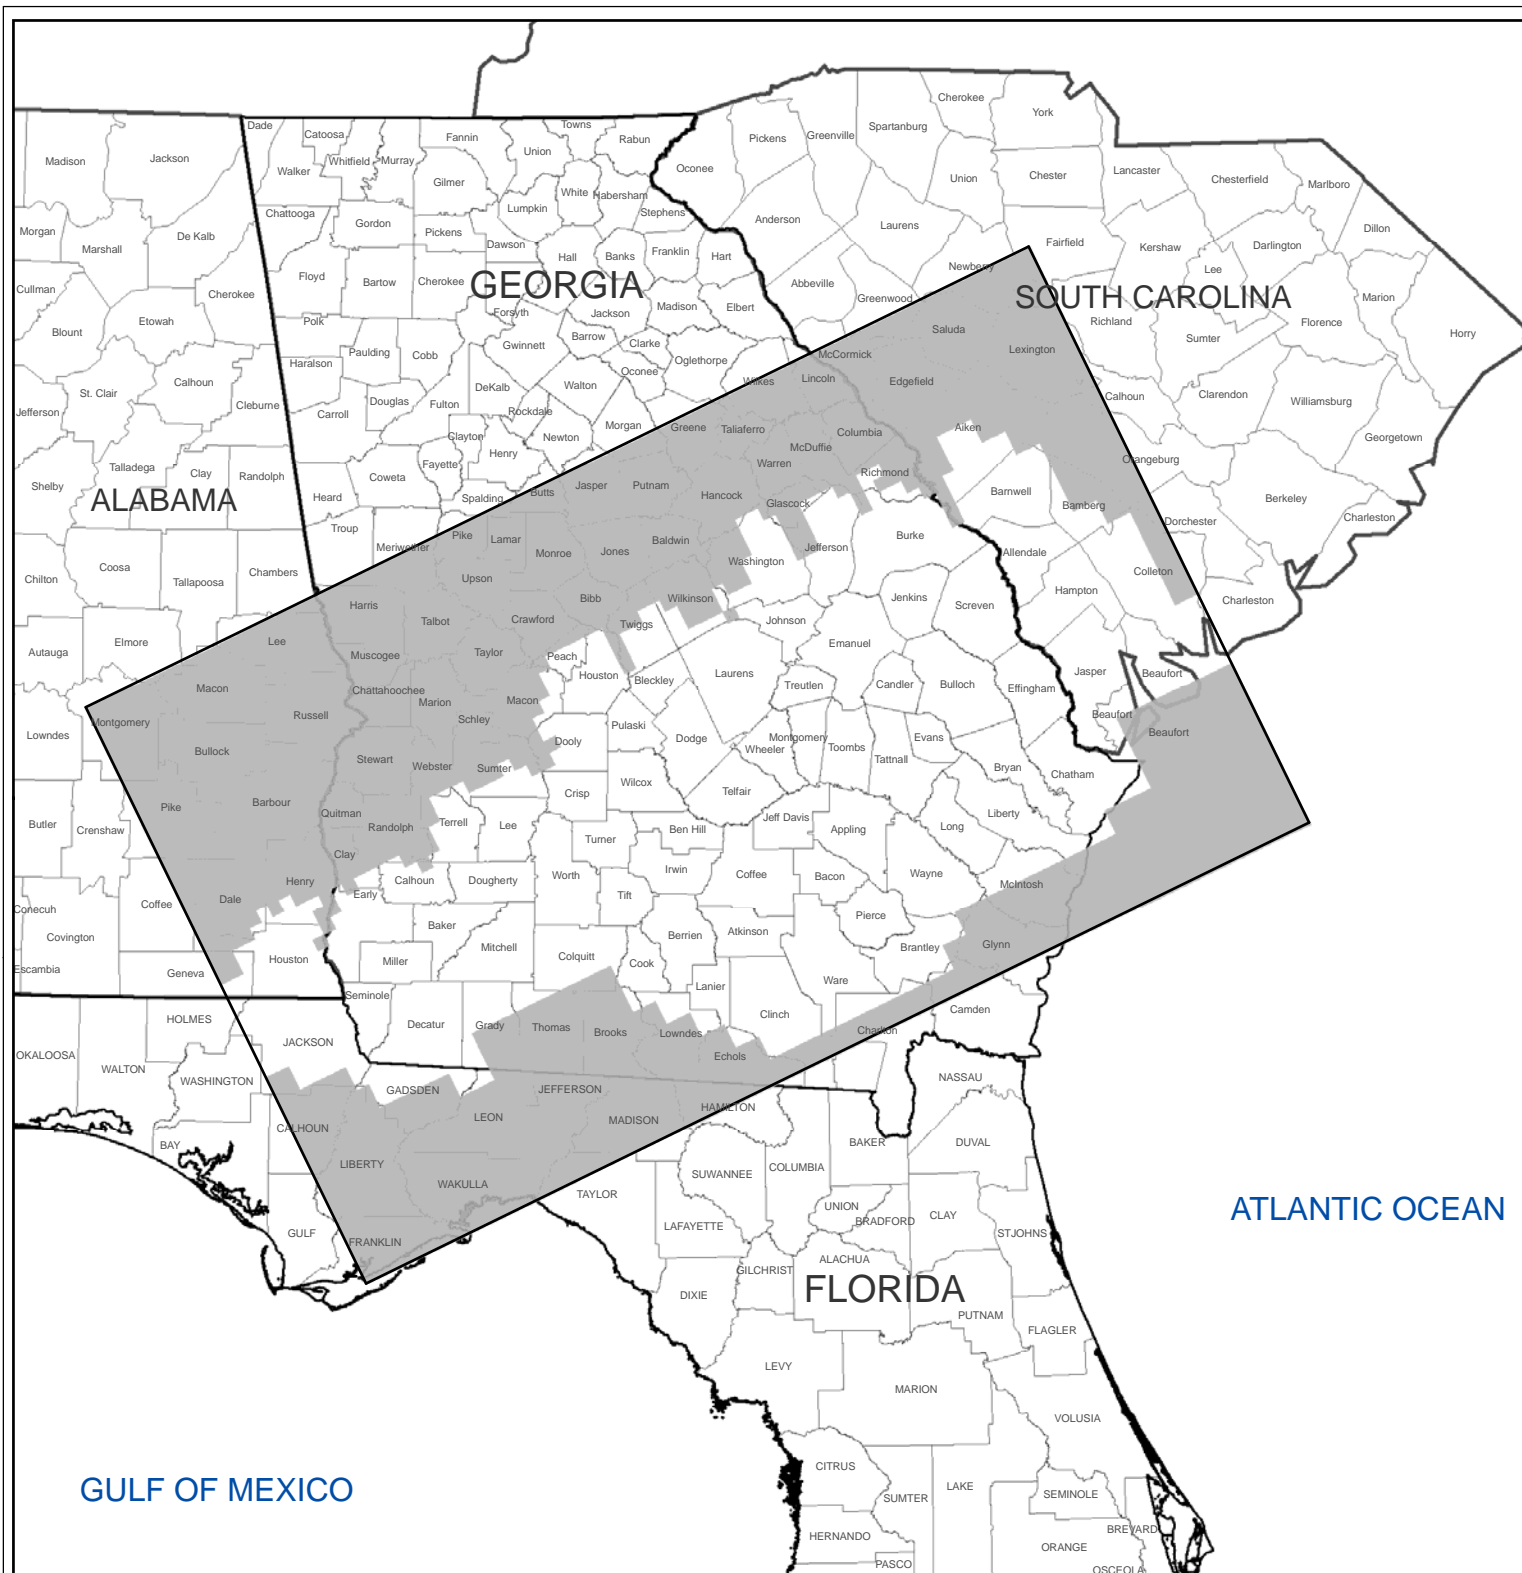 Cherokee
York
Dade
Catoosa
Fannin
Towns
Rabun
Pickens
Greenville
Spartanburg
Madison
Jackson
Walker
Whitfield
Murray
Union
Oconee
Union
Chester
Lancaster
Chesterfield
Marlboro
Gilmer
White
Habersham
Lumpkin
Stephens
Chattooga
Gordon
Pickens
Anderson
Laurens
Dillon
Morgan
Marshall
De Kalb
Dawson
Hall
Banks
Franklin
Hart
Fairfield
Kershaw
Darlington
Newberry
Lee
Floyd
Bartow
Cherokee
GEORGIA
Abbeville
Greenwood
SOUTH CAROLINA
Marion
Cullman
Cherokee
Forsyth
Jackson
Madison
Elbert
Blount
Etowah
Polk
Richland
Florence
Horry
Saluda
Sumter
Paulding
Cobb
Gwinnett
Barrow
Clarke
Oglethorpe
McCormick
Lexington
Haralson
Oconee
St. Clair
Calhoun
DeKalb
Walton
Wilkes
Lincoln
Edgefield
Calhoun
Clarendon
Williamsburg
Jefferson
Cleburne
Carroll
Douglas
Fulton
Rockdale
Georgetown
Clayton
Newton
Morgan
Greene
Taliaferro
Columbia
Aiken
Henry
McDuffie
Talladega
Clay
Randolph
Coweta
Fayette
Warren
Richmond
Orangeburg
Shelby
ALABAMA
Heard
Spalding
Butts
Jasper
Putnam
Hancock
Glascock
Barnwell
Bamberg
Berkeley
Troup
Charleston
Dorchester
Meriwether
Pike
Lamar
Monroe
Jones
Baldwin
Washington
Jefferson
Burke
Allendale
Coosa
Chilton
Tallapoosa
Chambers
Upson
Colleton
Hampton
Harris
Bibb
Wilkinson
Jenkins
Screven
Charleston
Talbot
Crawford
Twiggs
Johnson
Autauga
Elmore
Lee
Emanuel
Muscogee
Taylor
Peach
Houston
Bleckley
Laurens
Jasper
Beaufort
Macon
Chattahoochee
Marion
Macon
Treutlen
Candler
Bulloch
Effingham
Montgomery
Russell
Schley
Beaufort
Beaufort
Lowndes
Bullock
Stewart
Webster
Sumter
Dooly
Pulaski
Dodge
Wheeler
Montgomery
Toombs
Evans
Tattnall
Bryan
Chatham
Pike
Barbour
Quitman
Crisp
Wilcox
Telfair
Butler
Crenshaw
Randolph
Terrell
Lee
Turner
Ben Hill
Jeff Davis
Appling
Long
Liberty
Clay
Henry
Calhoun
Dougherty
Worth
Irwin
Coffee
Bacon
Wayne
McIntosh
Early
Tift
Conecuh
Coffee
Dale
Baker
Pierce
Covington
Mitchell
Berrien
Atkinson
Brantley
Glynn
Escambia
Geneva
Houston
Miller
Colquitt
Cook
Ware
Seminole
Lanier
Decatur
Grady
Thomas
Brooks
Lowndes
Clinch
Charlton
Camden
HOLMES
OKALOOSA
WALTON
JACKSON
Echols
WASHINGTON
GADSDEN
JEFFERSON
NASSAU
LEON
MADISON
HAMILTON
BAY
CALHOUN
BAKER
DUVAL
LIBERTY
SUWANNEE
COLUMBIA
WAKULLA
TAYLOR
UNION
BRADFORD
CLAY
ATLANTIC OCEAN
GULF
FRANKLIN
LAFAYETTE
STJOHNS
GILCHRIST
ALACHUA
DIXIE
FLORIDA
PUTNAM
FLAGLER
LEVY
MARION
VOLUSIA
CITRUS
GULF OF MEXICO
SUMTER
LAKE
SEMINOLE
HERNANDO
BREVARD
ORANGE
PASCO
OSCEOLA